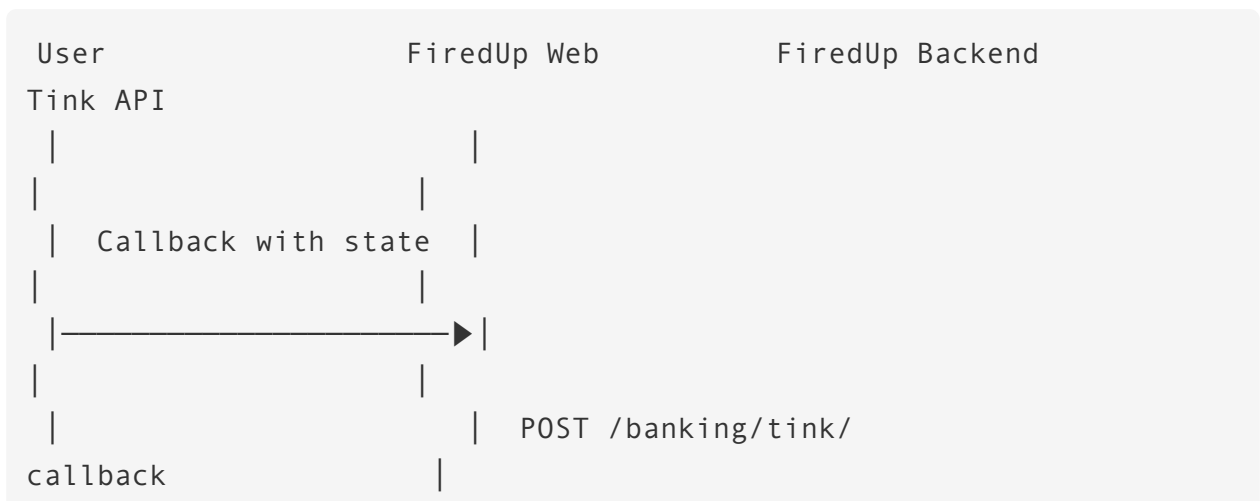 User FiredUp Web FiredUp Backend
Tink API
| |
| |
| Callback with state |
| |
|──────────────────────▶|
| |
| | POST /banking/tink/
callback |